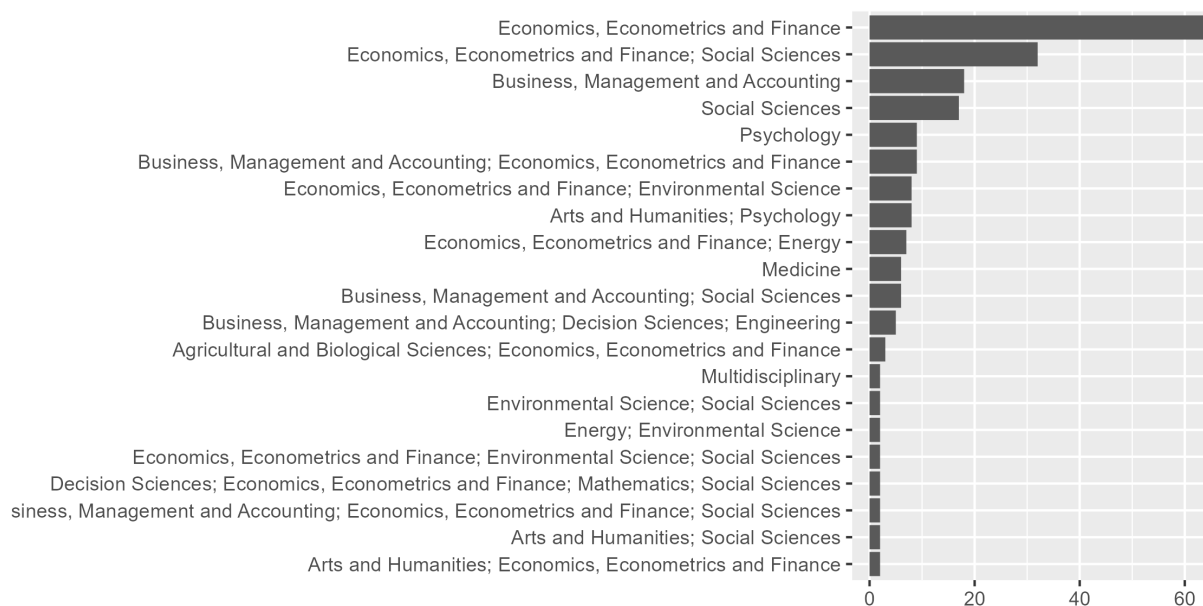 Economics, Econometrics and Finance
Economics, Econometrics and Finance; Social Sciences
Business, Management and Accounting
Social Sciences
Psychology
Business, Management and Accounting; Economics, Econometrics and Finance
Economics, Econometrics and Finance; Environmental Science
Arts and Humanities; Psychology
Economics, Econometrics and Finance; Energy
Medicine
Business, Management and Accounting; Social Sciences
Business, Management and Accounting; Decision Sciences; Engineering
Agricultural and Biological Sciences; Economics, Econometrics and Finance
Multidisciplinary
Environmental Science; Social Sciences
Energy; Environmental Science
Economics, Econometrics and Finance; Environmental Science; Social Sciences
Decision Sciences; Economics, Econometrics and Finance; Mathematics; Social Sciences
siness, Management and Accounting; Economics, Econometrics and Finance; Social Sciences
Arts and Humanities; Social Sciences
Arts and Humanities; Economics, Econometrics and Finance
0 20 40 60